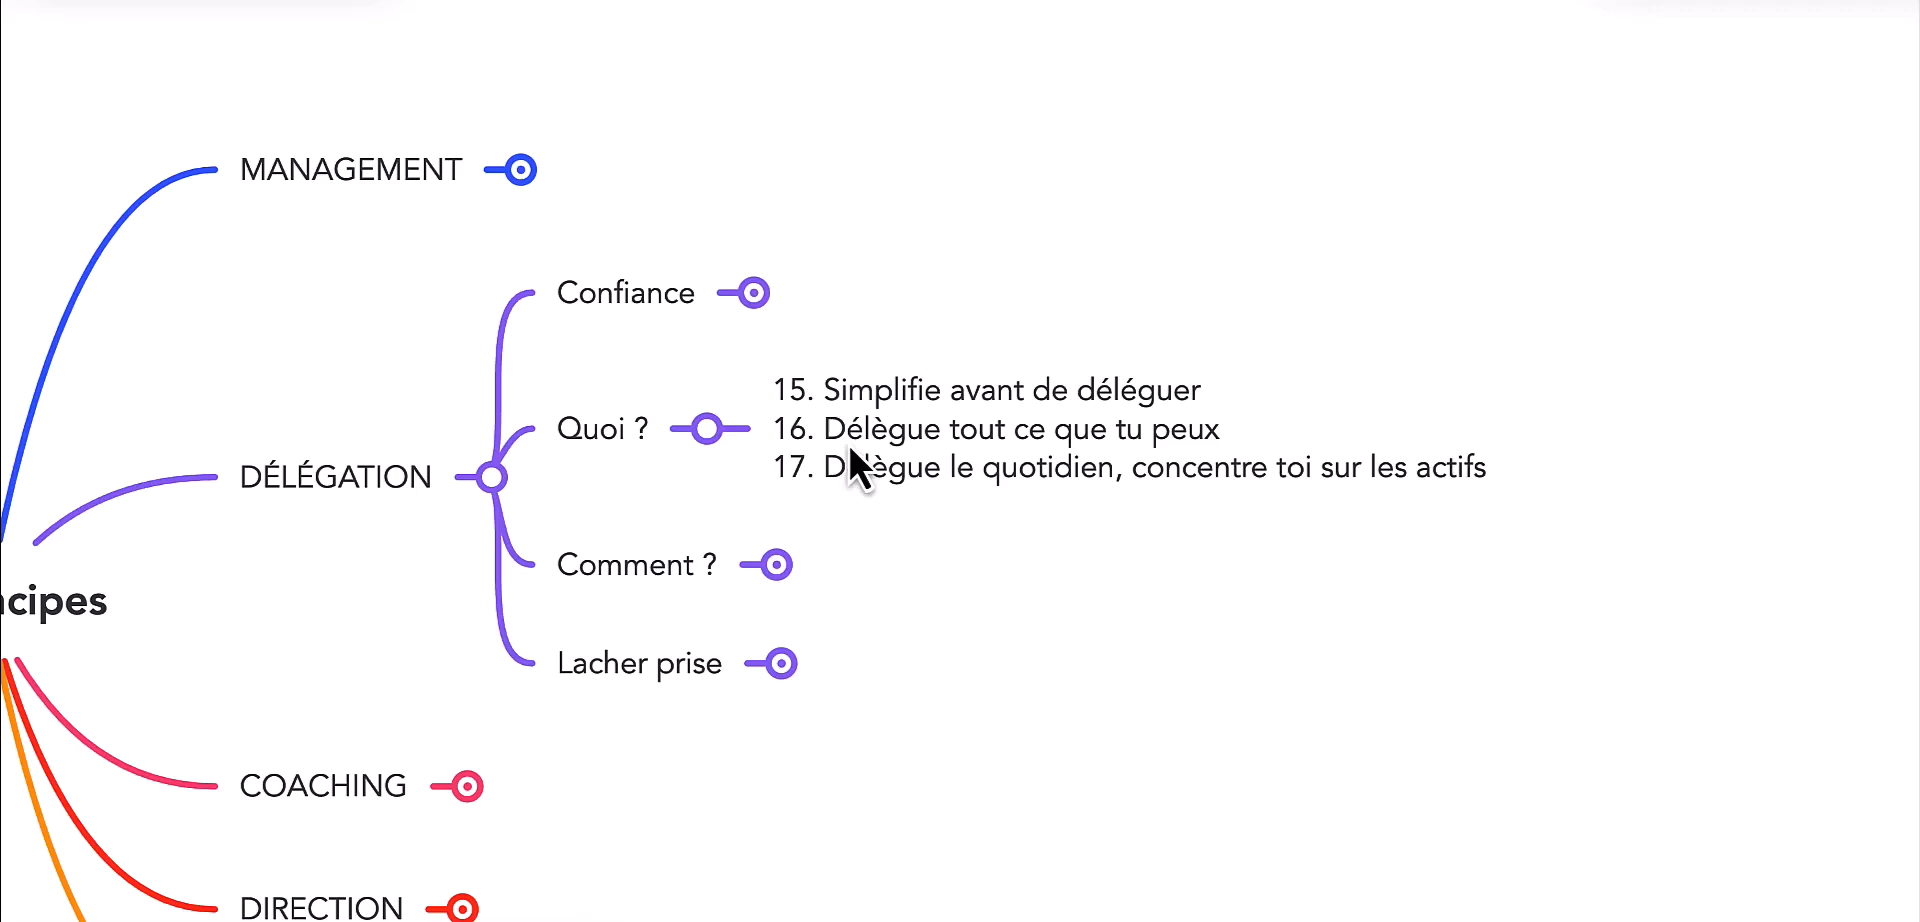 MANAGEMENT
Confiance
15. Simplifie avant de déléguer
Quoi ?
16. Délègue tout ce que tu peux
17. Délègue le quotidien, concentre toi sur les actifs
DÉLÉGATION
Comment ?
cipes
Lacher prise
COACHING
DIRECTION